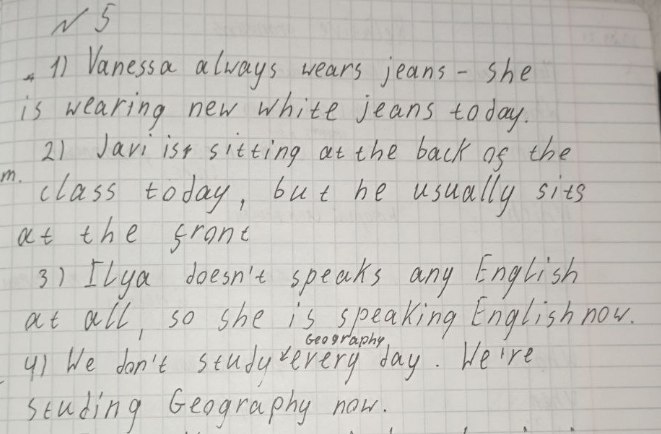 N 5
1) Vanessa always wears jeans - she
is wearing new white jeans today.
2) Javi is sitting at the back of the
m.
class today, but he usually sits
at the front
3) Ilya doesn't speaks any English
at all, so she is speaking English now.
Geography
4) We don't study every day. We're
studing Geography now.